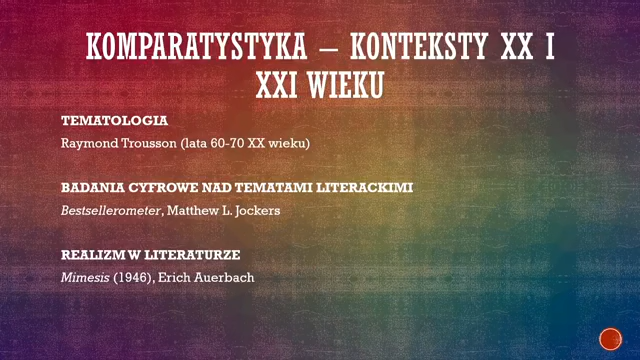 KOMPARATYSTYKA – KONTEKSTY XX I
XXI WIEKU
TEMATOLOGIA
Raymond Trousson (lata 60-70 XX wieku)
BADANIA CYFROWE NAD TEMATAMI LITERACKIMI
Bestsellerometer, Matthew L. Jockers
REALIZM W LITERATURZE
Mimesis (1946), Erich Auerbach